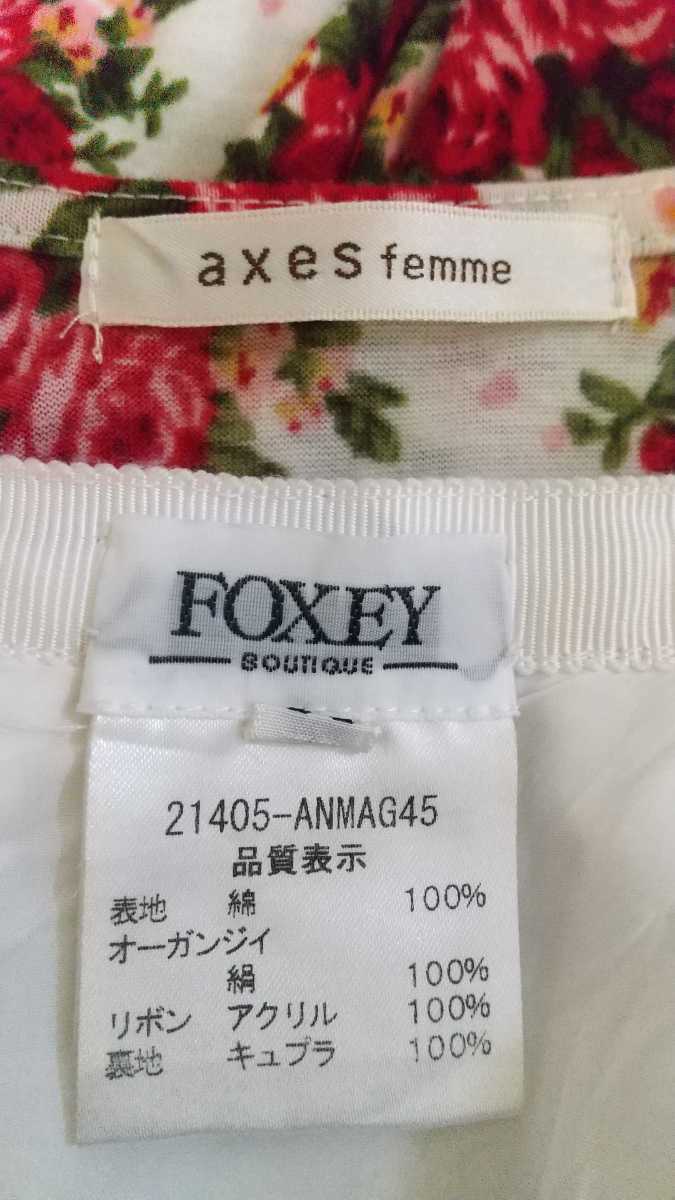 axes femme
FOXEY
BOUTIQUE
21405-ANMAG45
品質表示
表地 綿 100%
オーガンジイ
絹 100%
リボン アクリル 100%
裏地 キュプラ 100%